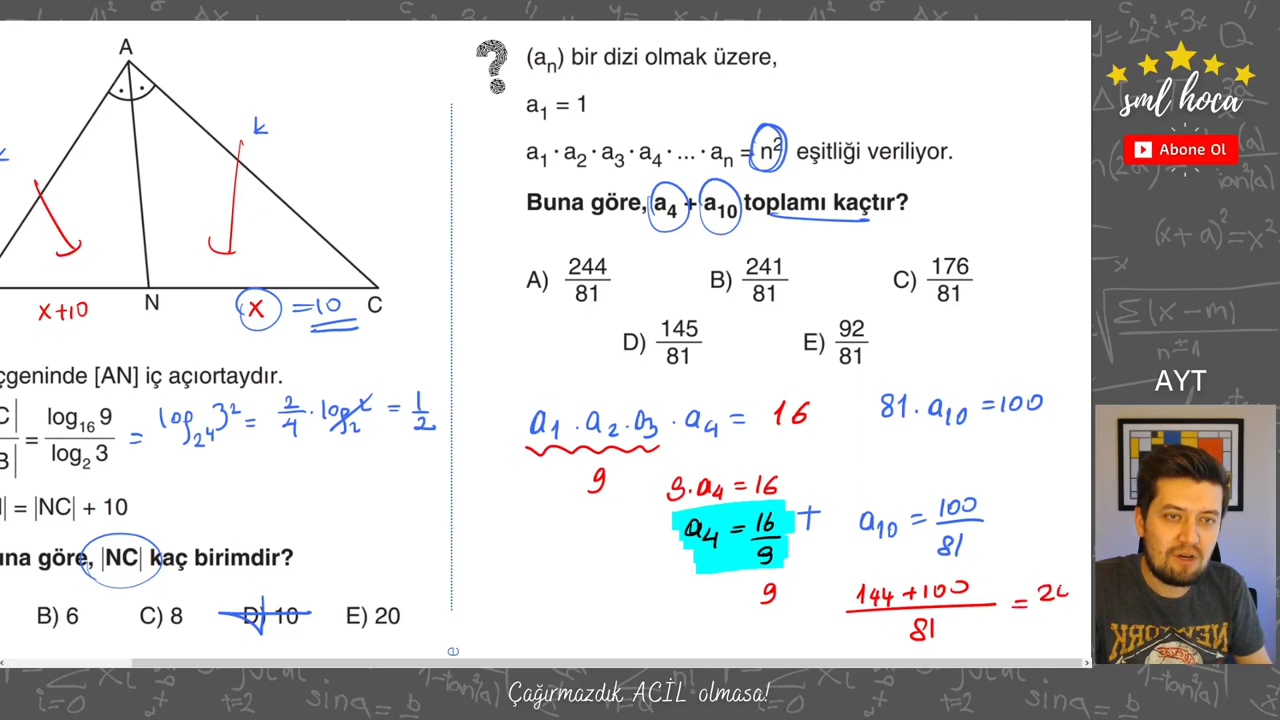 A
k
x+10
N
x
= 10
C
çgeninde [AN] iç açıortaydır.
C|
B|
= log₁₆ 9 / log₂ 3
= log₂⁴ 3² = 2/4 · log₂ = 1/2
| = |NC| + 10
una göre, |NC| kaç birimdir?
B) 6 C) 8 D) 10 E) 20
?
(aₙ) bir dizi olmak üzere,
a₁ = 1
a₁ · a₂ · a₃ · a₄ · ... · aₙ = n² eşitliği veriliyor.
Buna göre, a₄ + a₁₀ toplamı kaçtır?
A) 244/81 B) 241/81 C) 176/81
D) 145/81 E) 92/81
a₁ · a₂ · a₃ · a₄ = 16
9
9 · a₄ = 16
a₄ = 16/9 +
9
81 · a₁₀ = 100
a₁₀ = 100/81
144 + 100 / 81 = 24
e
sml hoca
Abone Ol
AYT
NEW YORK
Çağırmazdık ACİL olmasa!